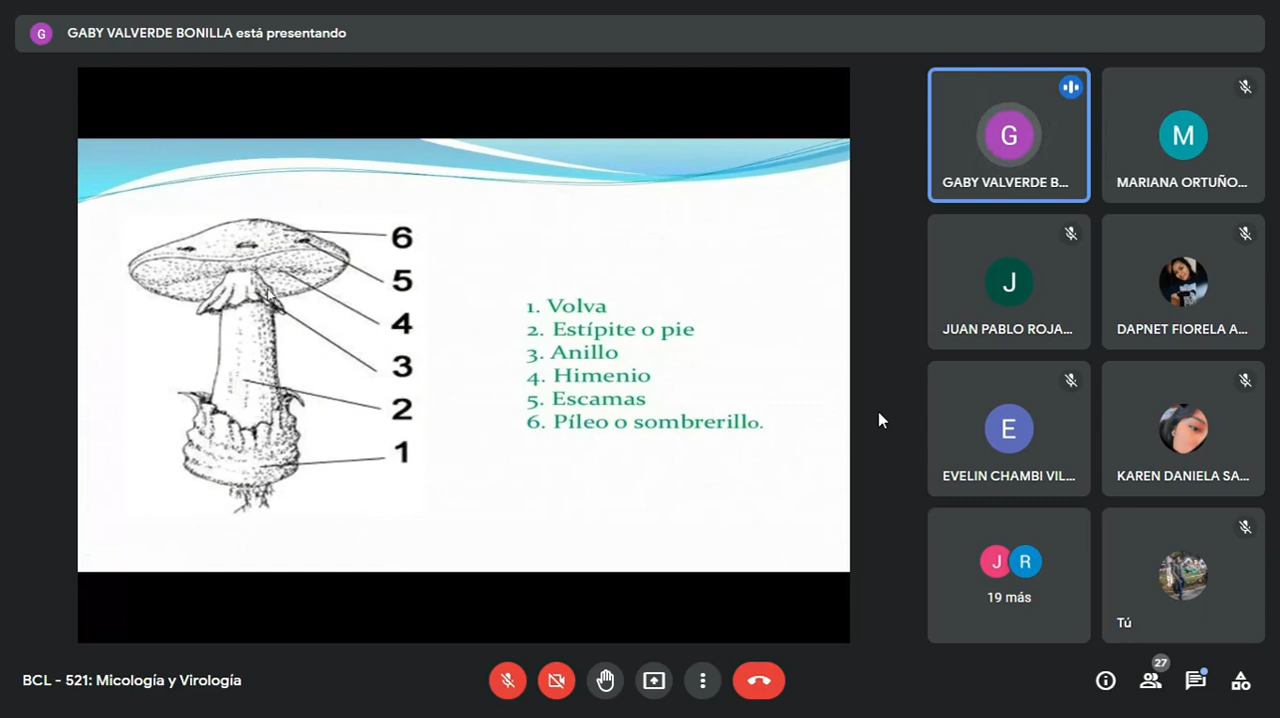 G
GABY VALVERDE BONILLA está presentando
6
5
4
3
2
1
1. Volva
2. Estípite o pie
3. Anillo
4. Himenio
5. Escamas
6. Píleo o sombrerillo.
G
GABY VALVERDE B...
M
MARIANA ORTUÑO...
J
JUAN PABLO ROJA...
DAPNET FIORELA A...
E
EVELIN CHAMBI VIL...
KAREN DANIELA SA...
J R
19 más
Tú
BCL - 521: Micología y Virología
27